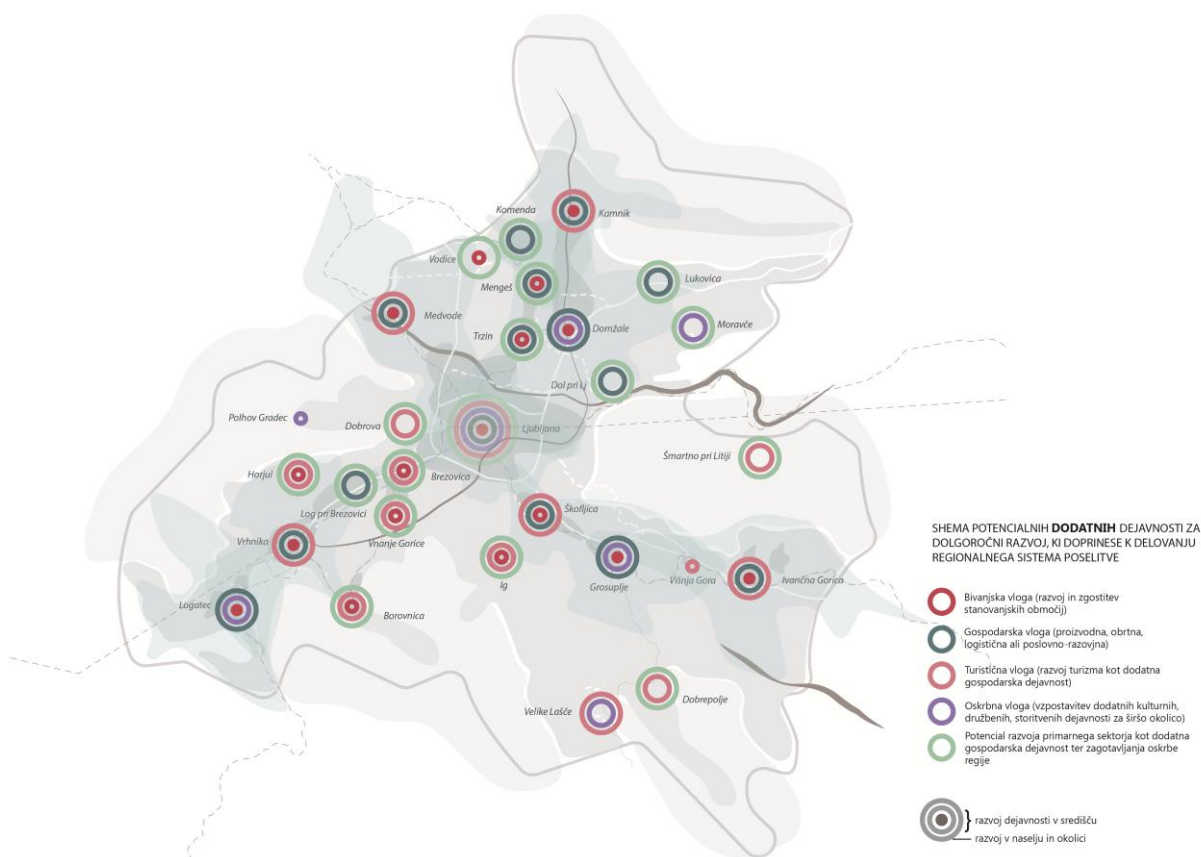 Komenda
Kamnik
Vodice
Mengeš
Lukovica
Medvode
Trzin
Domžale
Moravče
Dol pri Lj
Polhov Gradec
Dobrova
Ljubljana
Šmartno pri Litiji
Horjul
Brezovica
Log pri Brezovici
Vnanje Gorice
Škofljica
Vrhnika
Ig
Grosuplje
Višnja Gora
Ivančna Gorica
Logatec
Borovnica
Velike Lašče
Dobrepolje
SHEMA POTENCIALNIH DODATNIH DEJAVNOSTI ZA
DOLGOROČNI RAZVOJ, KI DOPRINESE K DELOVANJU
REGIONALNEGA SISTEMA POSELITVE
Bivanjska vloga (razvoj in zgostitev
stanovanjskih območij)
Gospodarska vloga (proizvodna, obrtna,
logistična ali poslovno-razovjna)
Turistična vloga (razvoj turizma kot dodatna
gospodarska dejavnost)
Oskrbna vloga (vzpostavitev dodatnih kulturnih,
družbenih, storitvenih dejavnosti za širšo okolico)
Potencial razvoja primarnega sektorja kot dodatna
gospodarska dejavnost ter zagotavljanja oskrbe
regije
razvoj dejavnosti v središču
razvoj v naselju in okolici